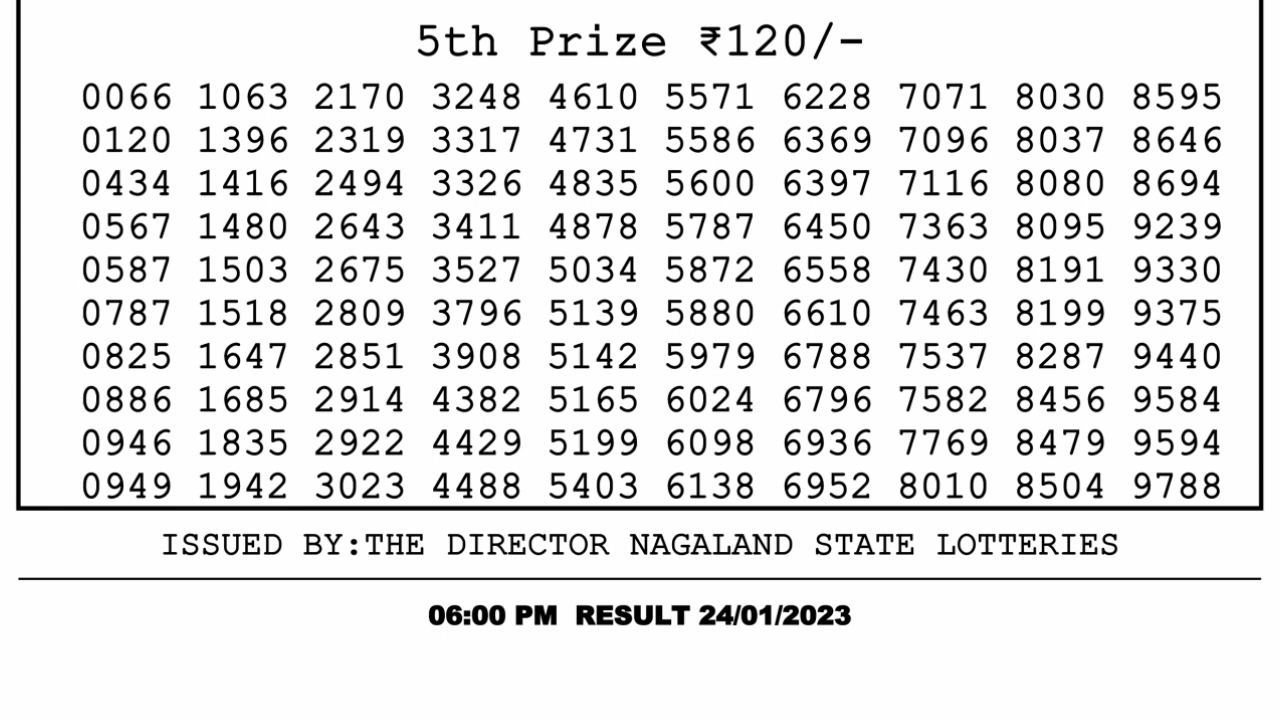 5th Prize ₹120/-
0066 1063 2170 3248 4610 5571 6228 7071 8030 8595
0120 1396 2319 3317 4731 5586 6369 7096 8037 8646
0434 1416 2494 3326 4835 5600 6397 7116 8080 8694
0567 1480 2643 3411 4878 5787 6450 7363 8095 9239
0587 1503 2675 3527 5034 5872 6558 7430 8191 9330
0787 1518 2809 3796 5139 5880 6610 7463 8199 9375
0825 1647 2851 3908 5142 5979 6788 7537 8287 9440
0886 1685 2914 4382 5165 6024 6796 7582 8456 9584
0946 1835 2922 4429 5199 6098 6936 7769 8479 9594
0949 1942 3023 4488 5403 6138 6952 8010 8504 9788
ISSUED BY:THE DIRECTOR NAGALAND STATE LOTTERIES
06:00 PM RESULT 24/01/2023